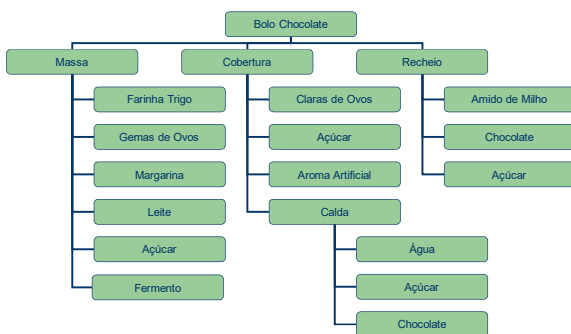 Bolo Chocolate
Massa
Farinha Trigo
Gemas de Ovos
Margarina
Leite
Açúcar
Fermento
Cobertura
Claras de Ovos
Açúcar
Aroma Artificial
Calda
Água
Açúcar
Chocolate
Recheio
Amido de Milho
Chocolate
Açúcar